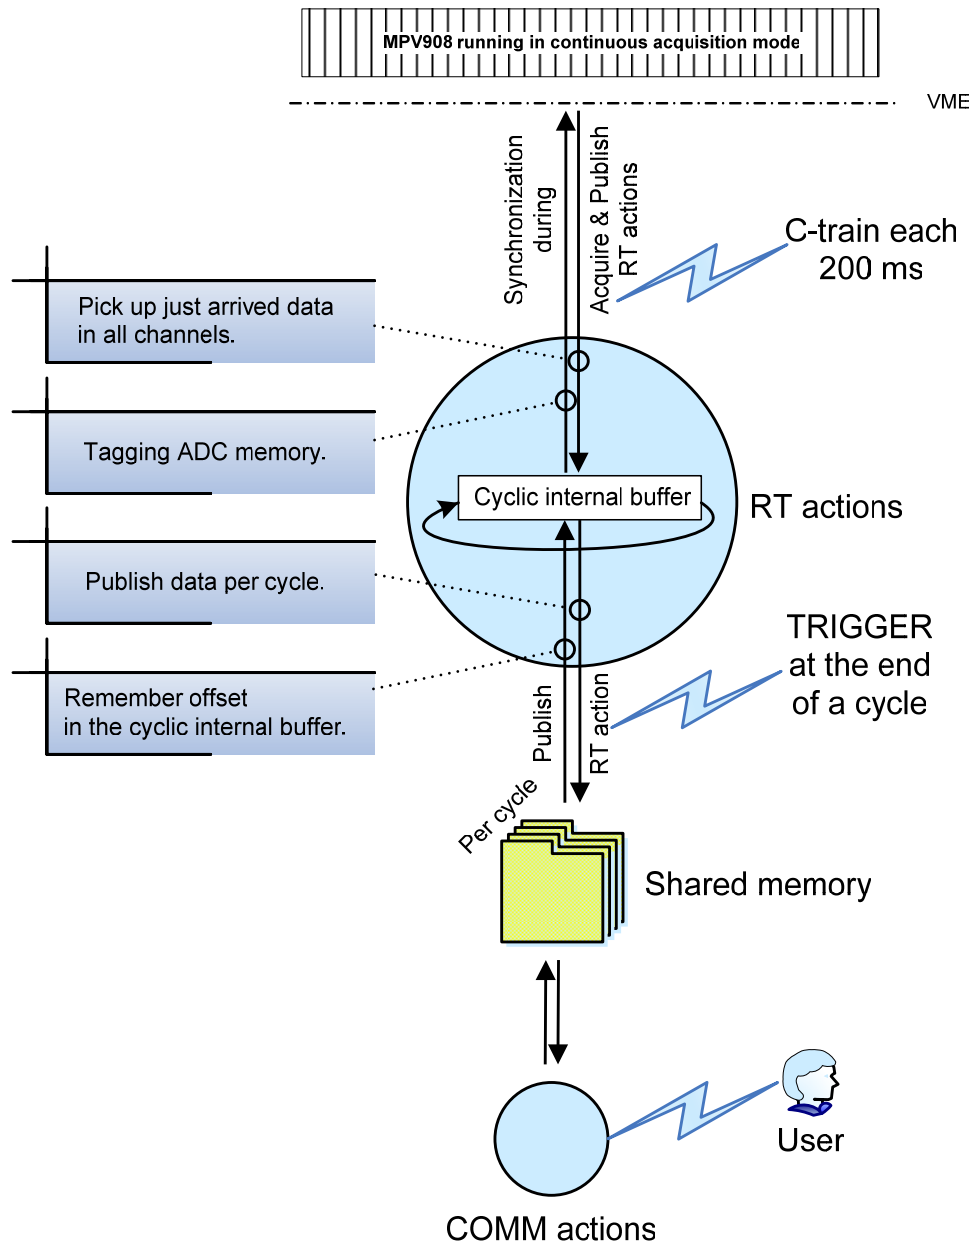 MPV908 running in continuous acquisition mode
VME
Synchronization
during
Acquire & Publish
RT actions
C-train each
200 ms
Pick up just arrived data
in all channels.
Tagging ADC memory.
Cyclic internal buffer
RT actions
Publish data per cycle.
TRIGGER
at the end
of a cycle
Remember offset
in the cyclic internal buffer.
Publish
RT action
Per cycle
Shared memory
User
COMM actions